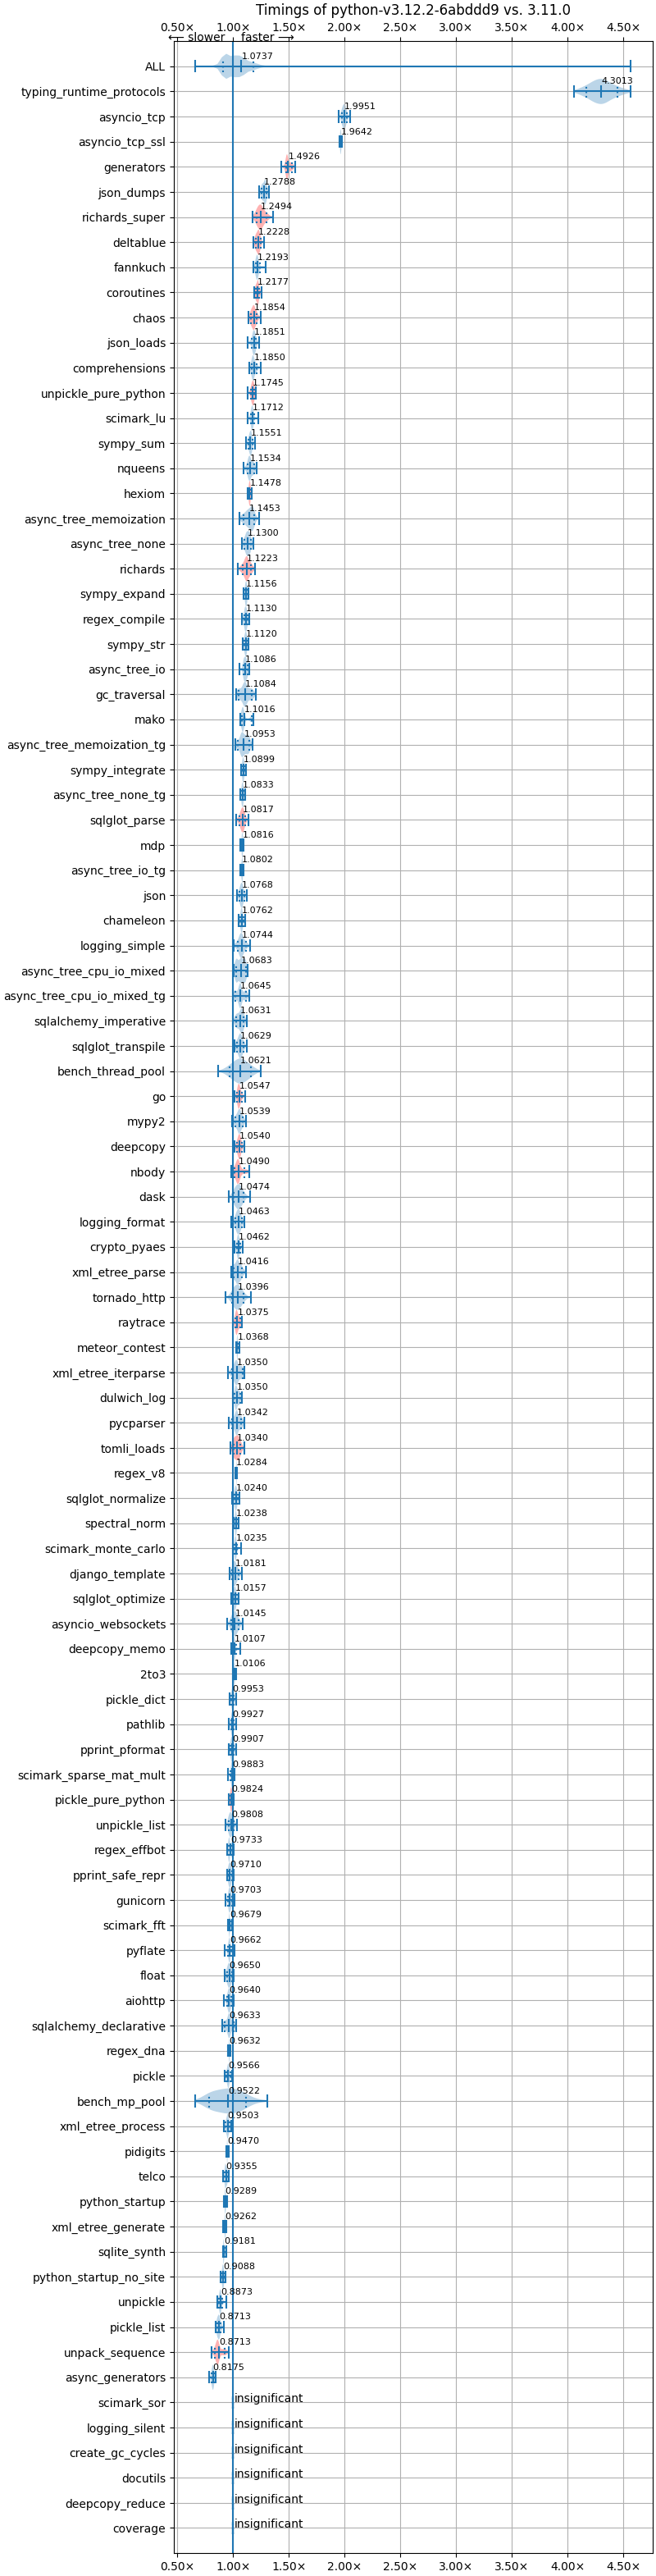 Timings of python-v3.12.2-6abddd9 vs. 3.11.0
0.50× 1.00× 1.50× 2.00× 2.50× 3.00× 3.50× 4.00× 4.50×
←— slower faster —→
ALL 1.0737
typing_runtime_protocols 4.3013
asyncio_tcp 1.9951
asyncio_tcp_ssl 1.9642
generators 1.4926
json_dumps 1.2788
richards_super 1.2494
deltablue 1.2228
fannkuch 1.2193
coroutines 1.2177
chaos 1.1854
json_loads 1.1851
comprehensions 1.1850
unpickle_pure_python 1.1745
scimark_lu 1.1712
sympy_sum 1.1551
nqueens 1.1534
hexiom 1.1478
async_tree_memoization 1.1453
async_tree_none 1.1300
richards 1.1223
sympy_expand 1.1156
regex_compile 1.1130
sympy_str 1.1120
async_tree_io 1.1086
gc_traversal 1.1084
mako 1.1016
async_tree_memoization_tg 1.0953
sympy_integrate 1.0899
async_tree_none_tg 1.0833
sqlglot_parse 1.0817
mdp 1.0816
async_tree_io_tg 1.0802
json 1.0768
chameleon 1.0762
logging_simple 1.0744
async_tree_cpu_io_mixed 1.0683
async_tree_cpu_io_mixed_tg 1.0645
sqlalchemy_imperative 1.0631
sqlglot_transpile 1.0629
bench_thread_pool 1.0621
go 1.0547
mypy2 1.0539
deepcopy 1.0540
nbody 1.0490
dask 1.0474
logging_format 1.0463
crypto_pyaes 1.0462
xml_etree_parse 1.0416
tornado_http 1.0396
raytrace 1.0375
meteor_contest 1.0368
xml_etree_iterparse 1.0350
dulwich_log 1.0350
pycparser 1.0342
tomli_loads 1.0340
regex_v8 1.0284
sqlglot_normalize 1.0240
spectral_norm 1.0238
scimark_monte_carlo 1.0235
django_template 1.0181
sqlglot_optimize 1.0157
asyncio_websockets 1.0145
deepcopy_memo 1.0107
2to3 1.0106
pickle_dict 0.9953
pathlib 0.9927
pprint_pformat 0.9907
scimark_sparse_mat_mult 0.9883
pickle_pure_python 0.9824
unpickle_list 0.9808
regex_effbot 0.9733
pprint_safe_repr 0.9710
gunicorn 0.9703
scimark_fft 0.9679
pyflate 0.9662
float 0.9650
aiohttp 0.9640
sqlalchemy_declarative 0.9633
regex_dna 0.9632
pickle 0.9566
bench_mp_pool 0.9522
xml_etree_process 0.9503
pidigits 0.9470
telco 0.9355
python_startup 0.9289
xml_etree_generate 0.9262
sqlite_synth 0.9181
python_startup_no_site 0.9088
unpickle 0.8873
pickle_list 0.8713
unpack_sequence 0.8713
async_generators 0.8175
scimark_sor insignificant
logging_silent insignificant
create_gc_cycles insignificant
docutils insignificant
deepcopy_reduce insignificant
coverage insignificant
0.50× 1.00× 1.50× 2.00× 2.50× 3.00× 3.50× 4.00× 4.50×